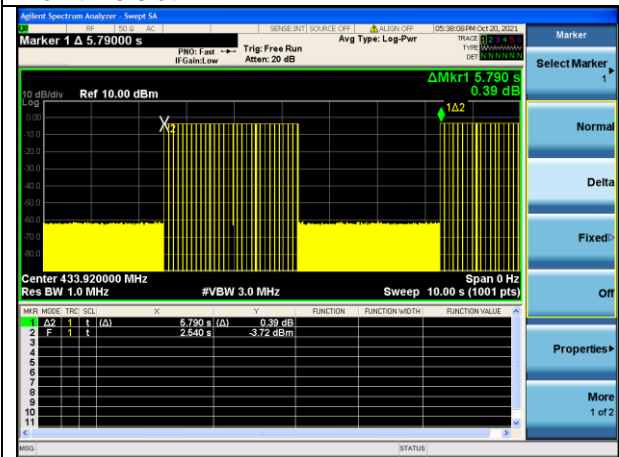 Agilent Spectrum Analyzer - Swept SA
RF 50 Ω AC SENSE:INT SOURCE OFF ALIGN OFF 05:38:08 PM Oct 20, 2021
Marker 1 Δ 5.79000 s
PNO: Fast Trig: Free Run Avg Type: Log-Pwr TRACE 1 2 3 4 5 6
TYPE
IFGain:Low Atten: 20 dB DET N N N N N N
Marker
Select Marker
1
Normal
Delta
Fixed
Off
Properties
More
1 of 2
ΔMkr1 5.790 s
0.39 dB
10 dB/div Ref 10.00 dBm
Log
0.00
-10.0
-20.0
-30.0
-40.0
-50.0
-60.0
-70.0
-80.0
X2
1Δ2
Center 433.920000 MHz Span 0 Hz
Res BW 1.0 MHz #VBW 3.0 MHz Sweep 10.00 s (1001 pts)
MKR MODE TRC SCL X Y FUNCTION FUNCTION WIDTH FUNCTION VALUE
1 Δ2 1 t (Δ) 5.790 s (Δ) 0.39 dB
2 F 1 t 2.540 s -3.72 dBm
3
4
5
6
7
8
9
10
11
MSG STATUS